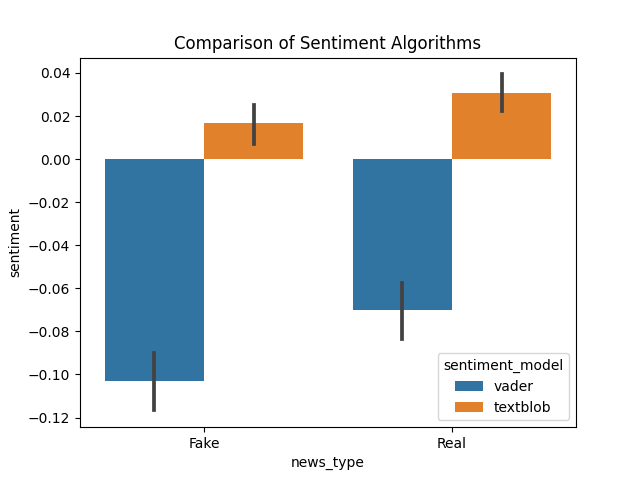 Comparison of Sentiment Algorithms
0.04
0.02
0.00
−0.02
−0.04
−0.06
−0.08
−0.10
−0.12
sentiment
sentiment_model
vader
textblob
Fake
Real
news_type